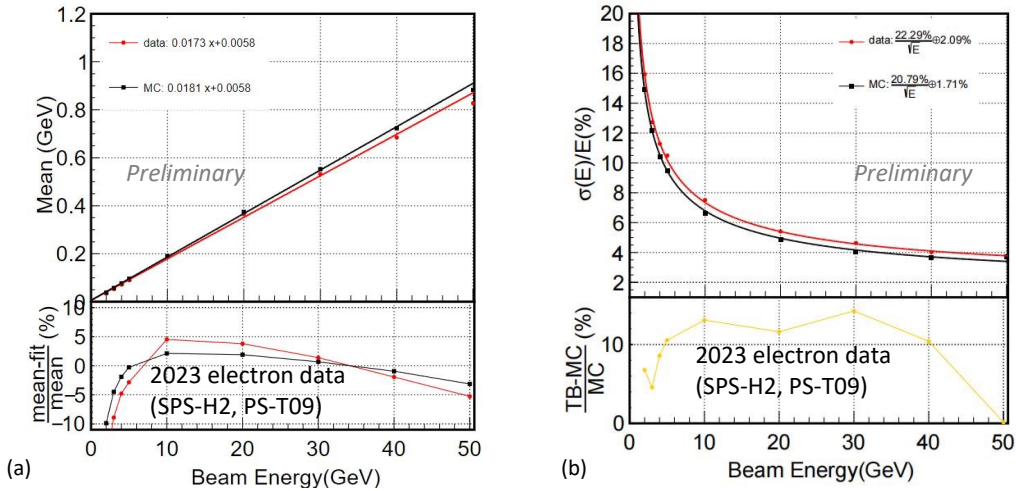 1.2
1
0.8
0.6
0.4
0.2
0
Mean (GeV)
data: 0.0173 x+0.0058
MC: 0.0181 x+0.0058
Preliminary
10
5
0
−5
−10
mean-fit
mean
(%)
2023 electron data
(SPS-H2, PS-T09)
0 10 20 30 40 50
Beam Energy(GeV)
(a)
20
18
16
14
12
10
8
6
4
2
σ(E)/E(%)
data: 22.29%/√E ⊕2.09%
MC: 20.79%/√E ⊕1.71%
Preliminary
10
0
TB-MC
MC
(%)
2023 electron data
(SPS-H2, PS-T09)
0 10 20 30 40 50
Beam Energy(GeV)
(b)